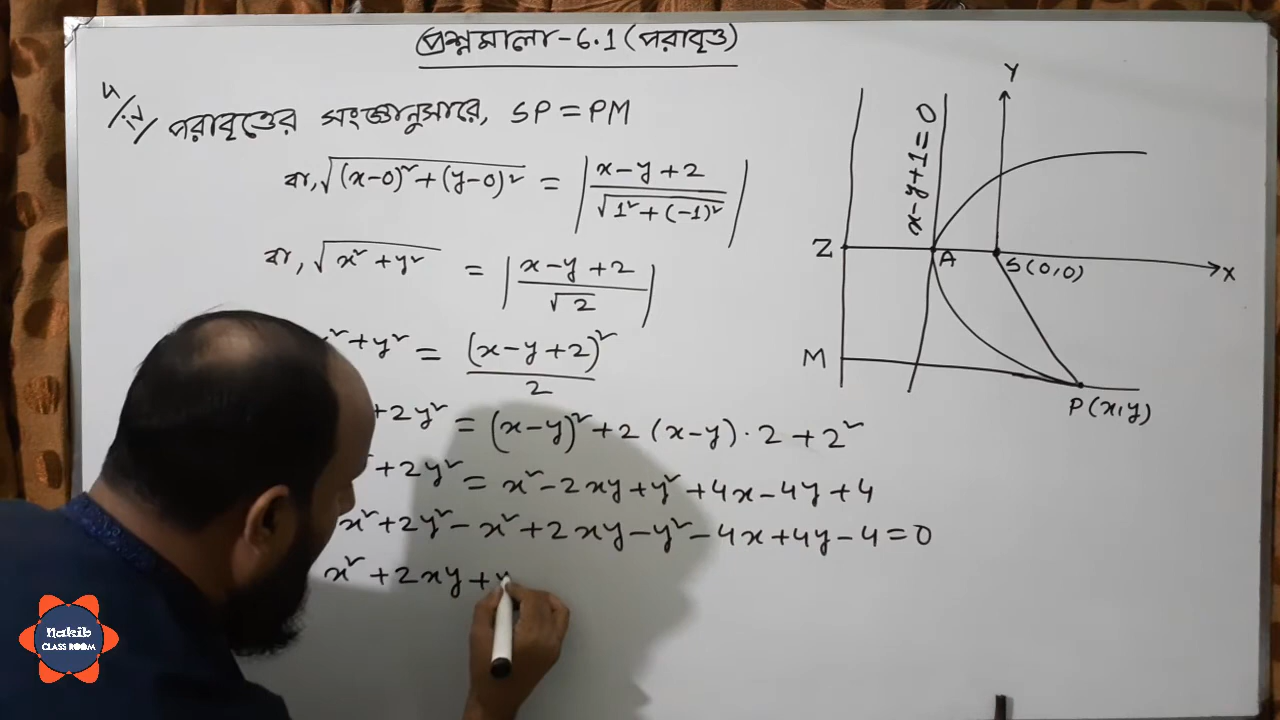 প্রশ্নমালা-6.1 (পরাবৃত্ত)
4/ii/ পরাবৃত্তের সংজ্ঞানুসারে, SP = PM
বা, √(x-0)²+(y-0)² = |x-y+2 / √1²+(-1)²|
বা, √x²+y² = |x-y+2 / √2|
x²+y² = (x-y+2)² / 2
+2y² = (x-y)²+2(x-y)·2+2²
+2y² = x²-2xy+y²+4x-4y+4
x²+2y²-x²+2xy-y²-4x+4y-4=0
x²+2xy+
Y
x-y+1=0
Z
A
S(0,0)
X
M
P(x,y)
Nakib
CLASS ROOM